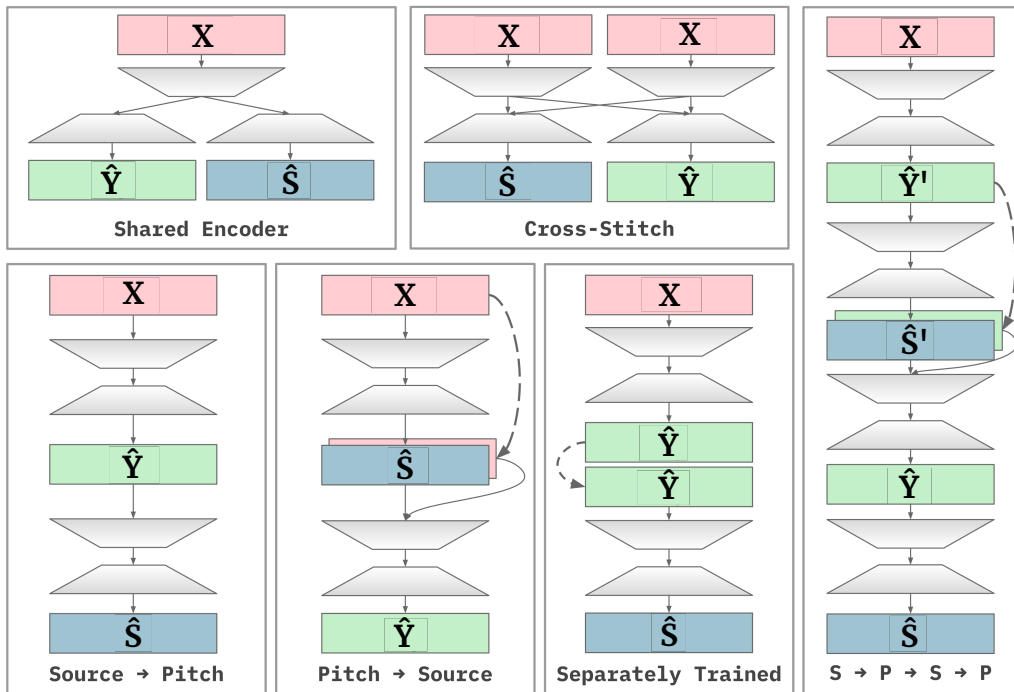 X
Ŷ
Ŝ
Shared Encoder
X
X
Ŝ
Ŷ
Cross-Stitch
X
Ŷ
Ŝ
Source → Pitch
X
Ŝ
Ŷ
Pitch → Source
X
Ŷ
Ŷ
Ŝ
Separately Trained
X
Ŷ'
Ŝ'
Ŷ
Ŝ
S → P → S → P